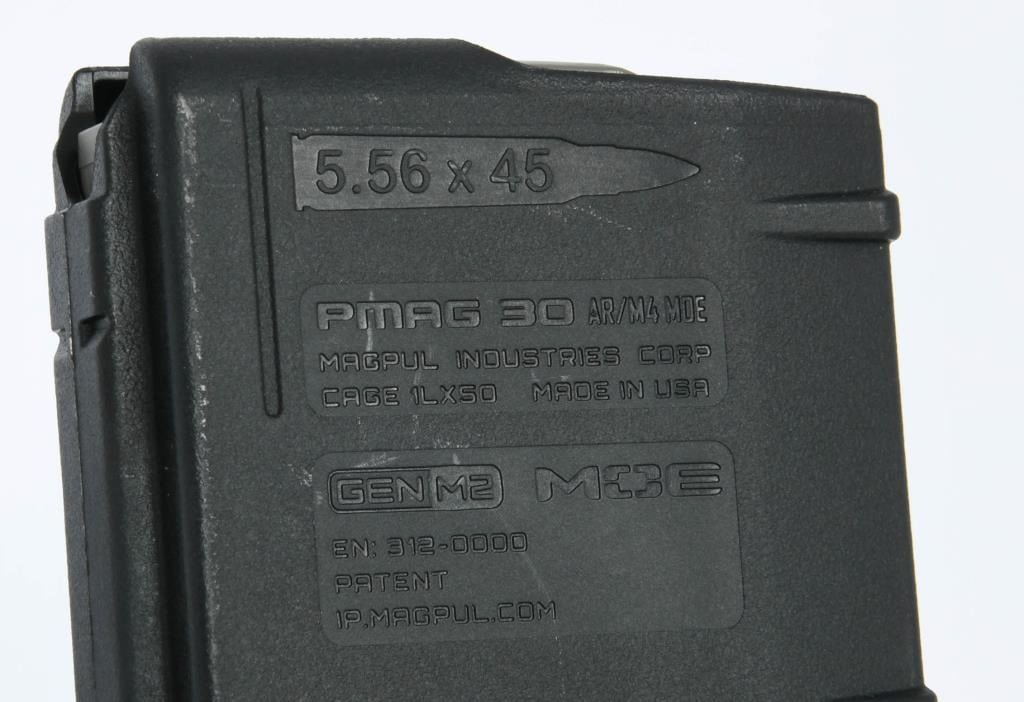 5.56 x 45
PMAG 30 AR/M4 MOE
MAGPUL INDUSTRIES CORP
CAGE 1LX50 MADE IN USA
GEN M2 MOE
EN: 312-0000
PATENT
IP.MAGPUL.COM